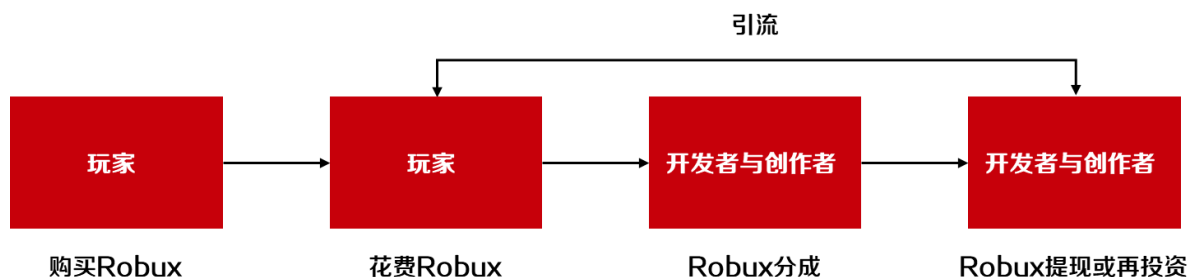 引流
玩家
玩家
开发者与创作者
开发者与创作者
购买Robux
花费Robux
Robux分成
Robux提现或再投资